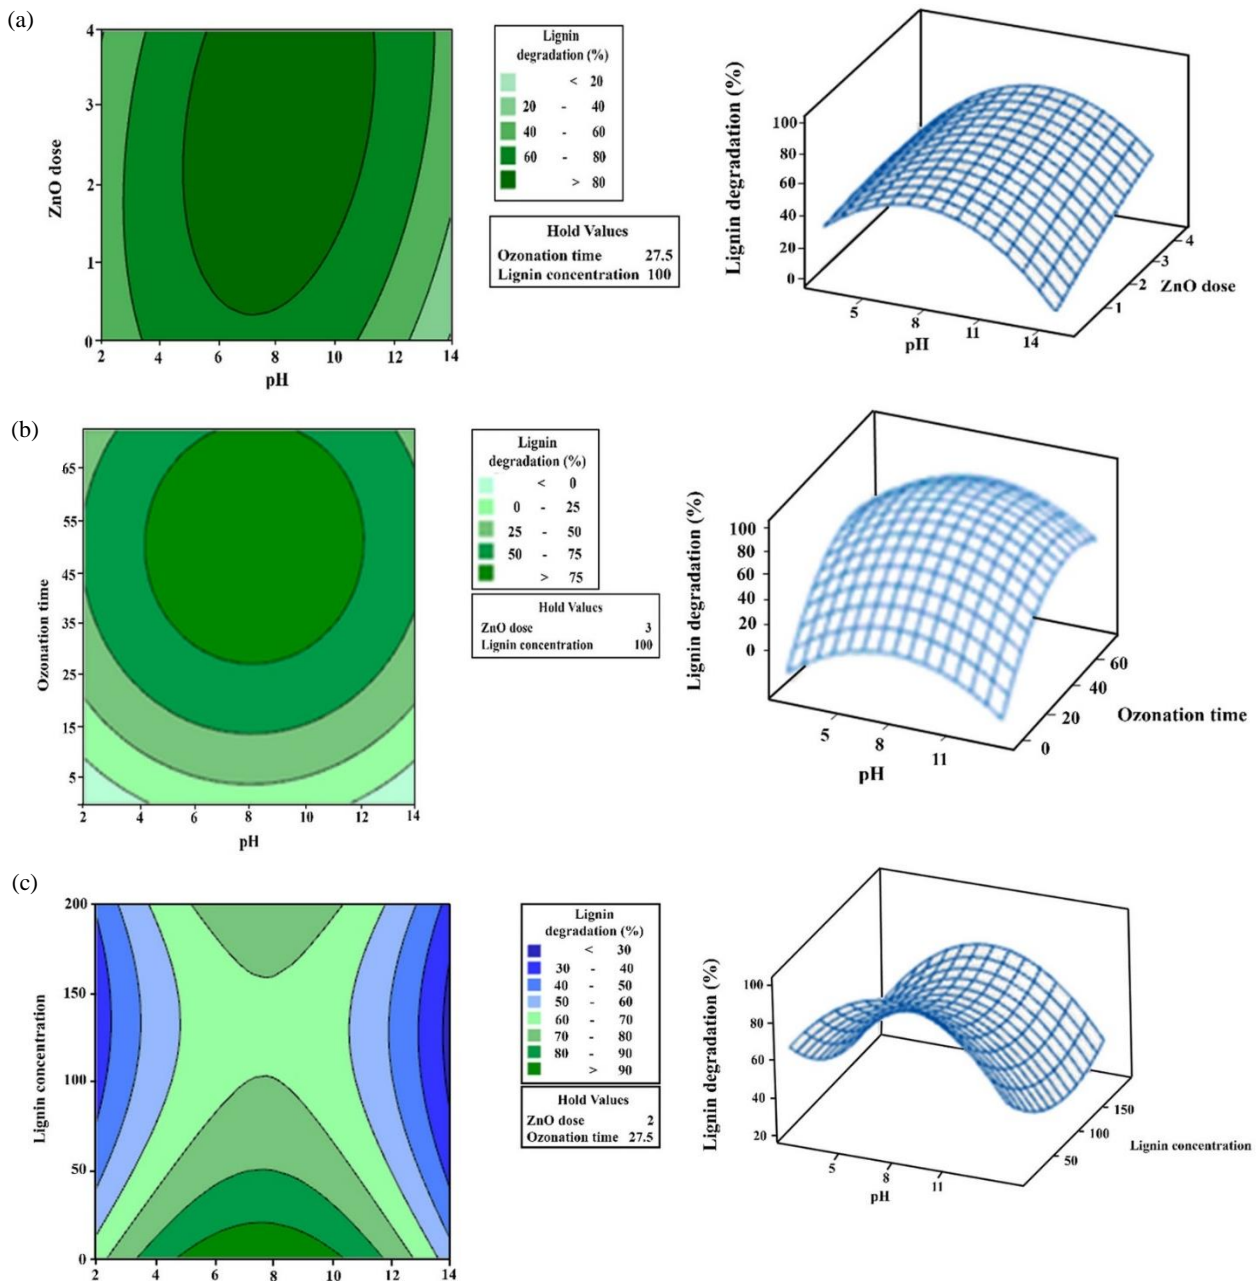 (a)
4
3
2
1
0
ZnO dose
2 4 6 8 10 12 14
pH
Lignin
degradation (%)
< 20
20 - 40
40 - 60
60 - 80
> 80
Hold Values
Ozonation time 27.5
Lignin concentration 100
Lignin degradation (%)
100
80
60
40
20
0
5 8 11 14
pH
1 2 3 4
ZnO dose
(b)
65
55
45
35
25
15
5
Ozonation time
2 4 6 8 10 12 14
pH
Lignin
degradation (%)
< 0
0 - 25
25 - 50
50 - 75
> 75
Hold Values
ZnO dose 3
Lignin concentration 100
Lignin degradation (%)
100
80
60
40
20
0
5 8 11
pH
0 20 40 60
Ozonation time
(c)
200
150
100
50
0
Lignin concentration
2 4 6 8 10 12 14
Lignin
degradation (%)
< 30
30 - 40
40 - 50
50 - 60
60 - 70
70 - 80
80 - 90
> 90
Hold Values
ZnO dose 2
Ozonation time 27.5
Lignin degradation (%)
100
80
60
40
20
5 8 11
pH
50 100 150
Lignin concentration